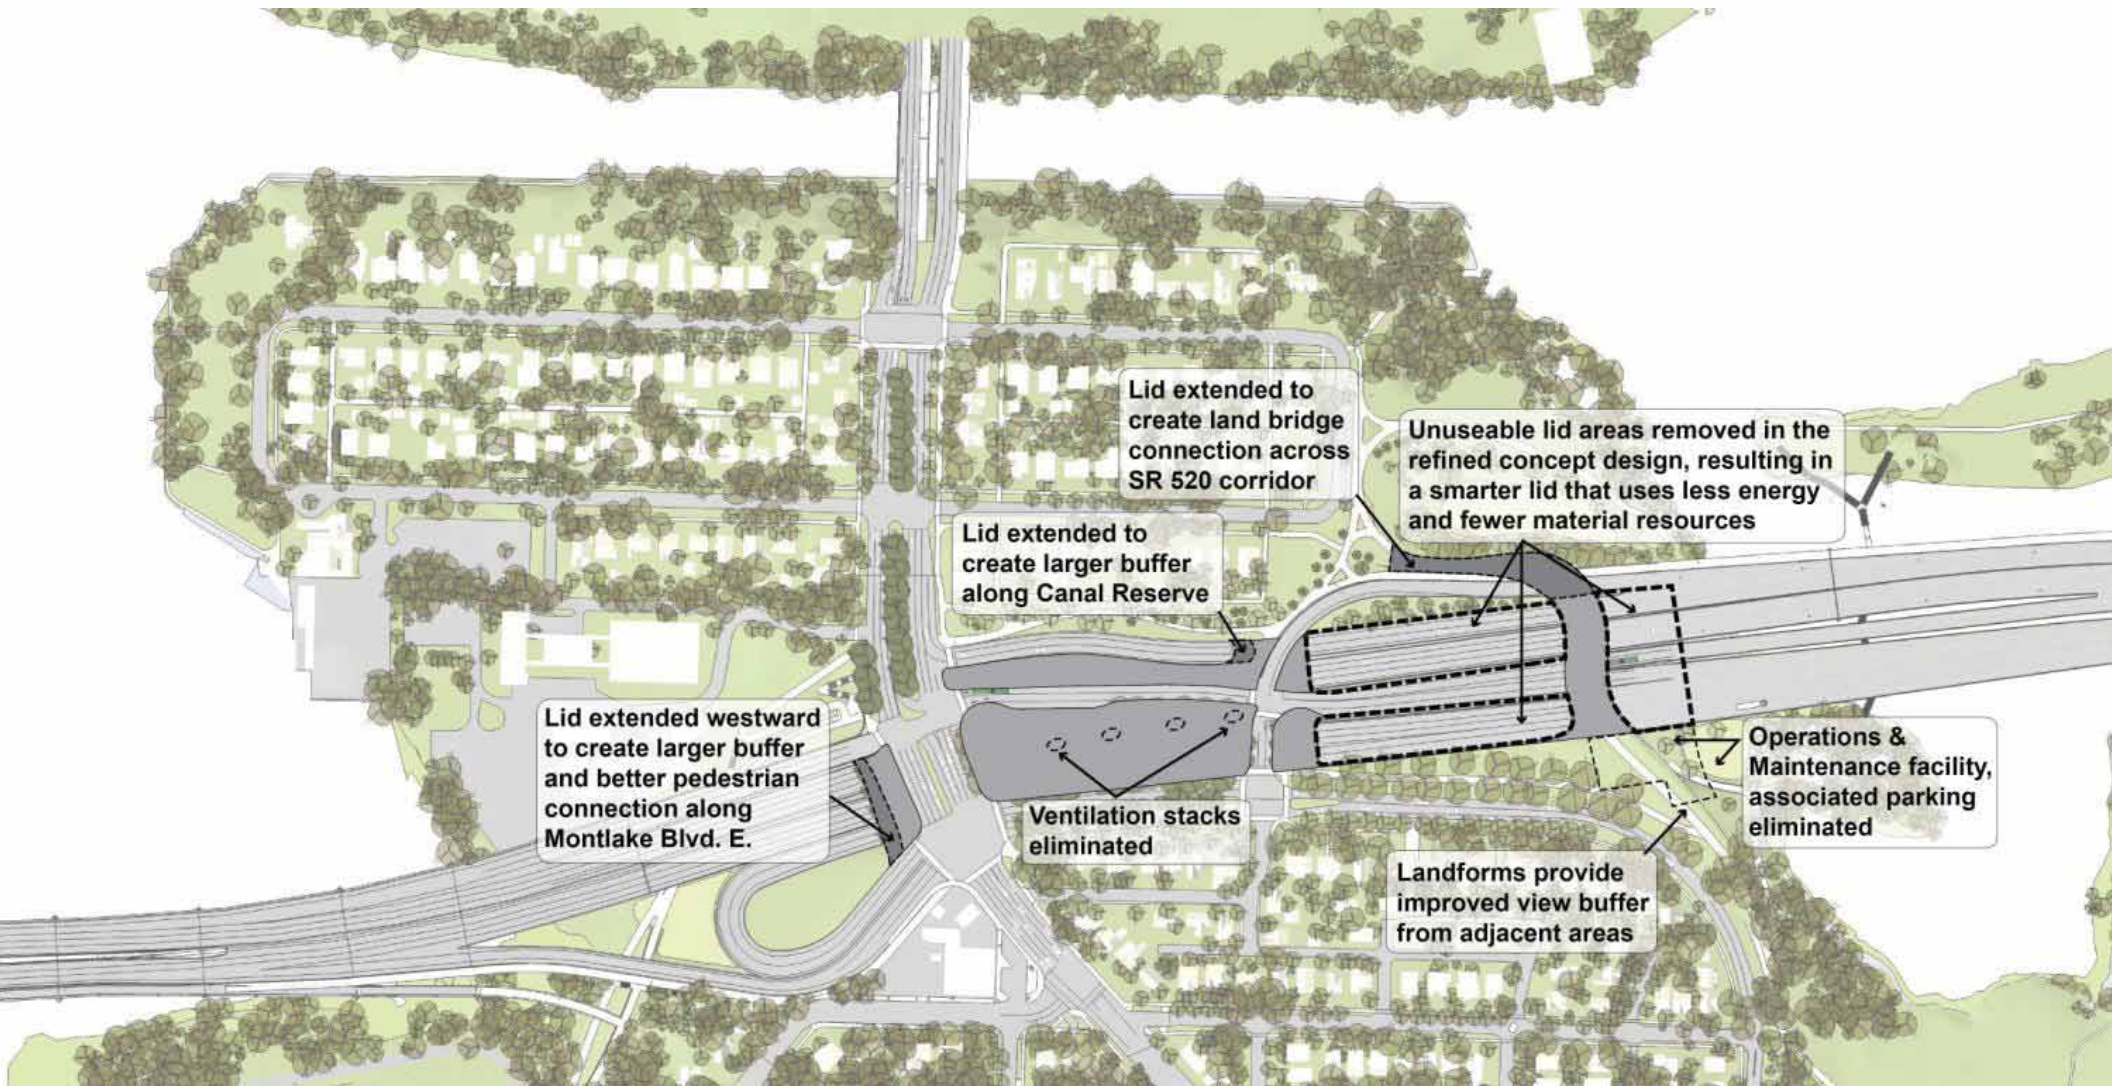 Lid extended to
create land bridge
connection across
SR 520 corridor
Unuseable lid areas removed in the
refined concept design, resulting in
a smarter lid that uses less energy
and fewer material resources
Lid extended to
create larger buffer
along Canal Reserve
Lid extended westward
to create larger buffer
and better pedestrian
connection along
Montlake Blvd. E.
Ventilation stacks
eliminated
Operations &
Maintenance facility,
associated parking
eliminated
Landforms provide
improved view buffer
from adjacent areas